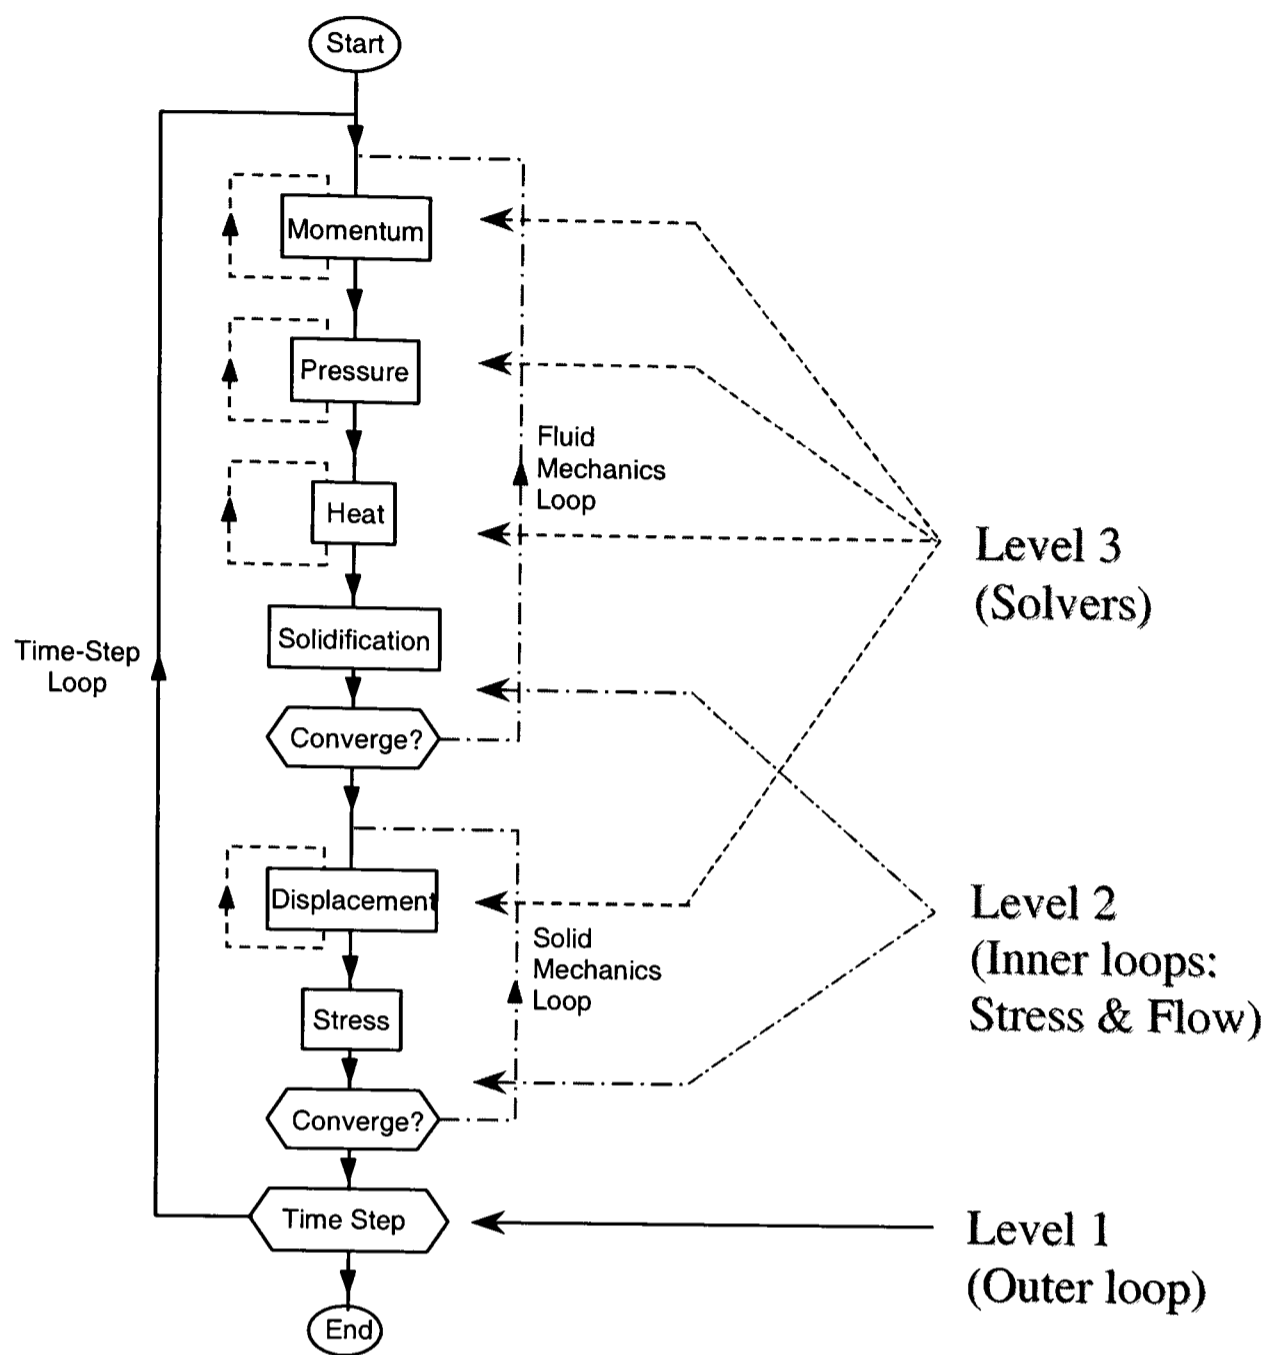 Start
Momentum
Pressure
Fluid
Mechanics
Loop
Heat
Level 3
(Solvers)
Solidification
Time-Step
Loop
Converge?
Displacement
Level 2
(Inner loops:
Stress & Flow)
Solid
Mechanics
Loop
Stress
Converge?
Time Step
Level 1
(Outer loop)
End